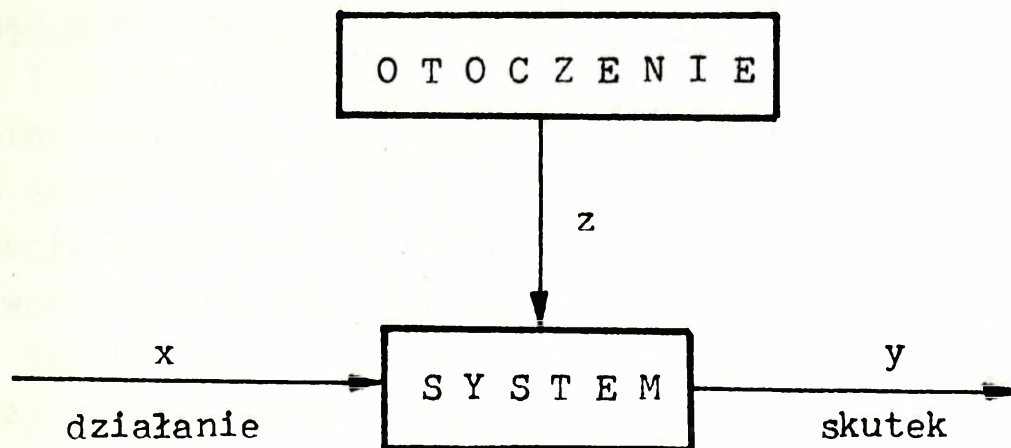 O T O C Z E N I E
z
x
y
S Y S T E M
działanie
skutek